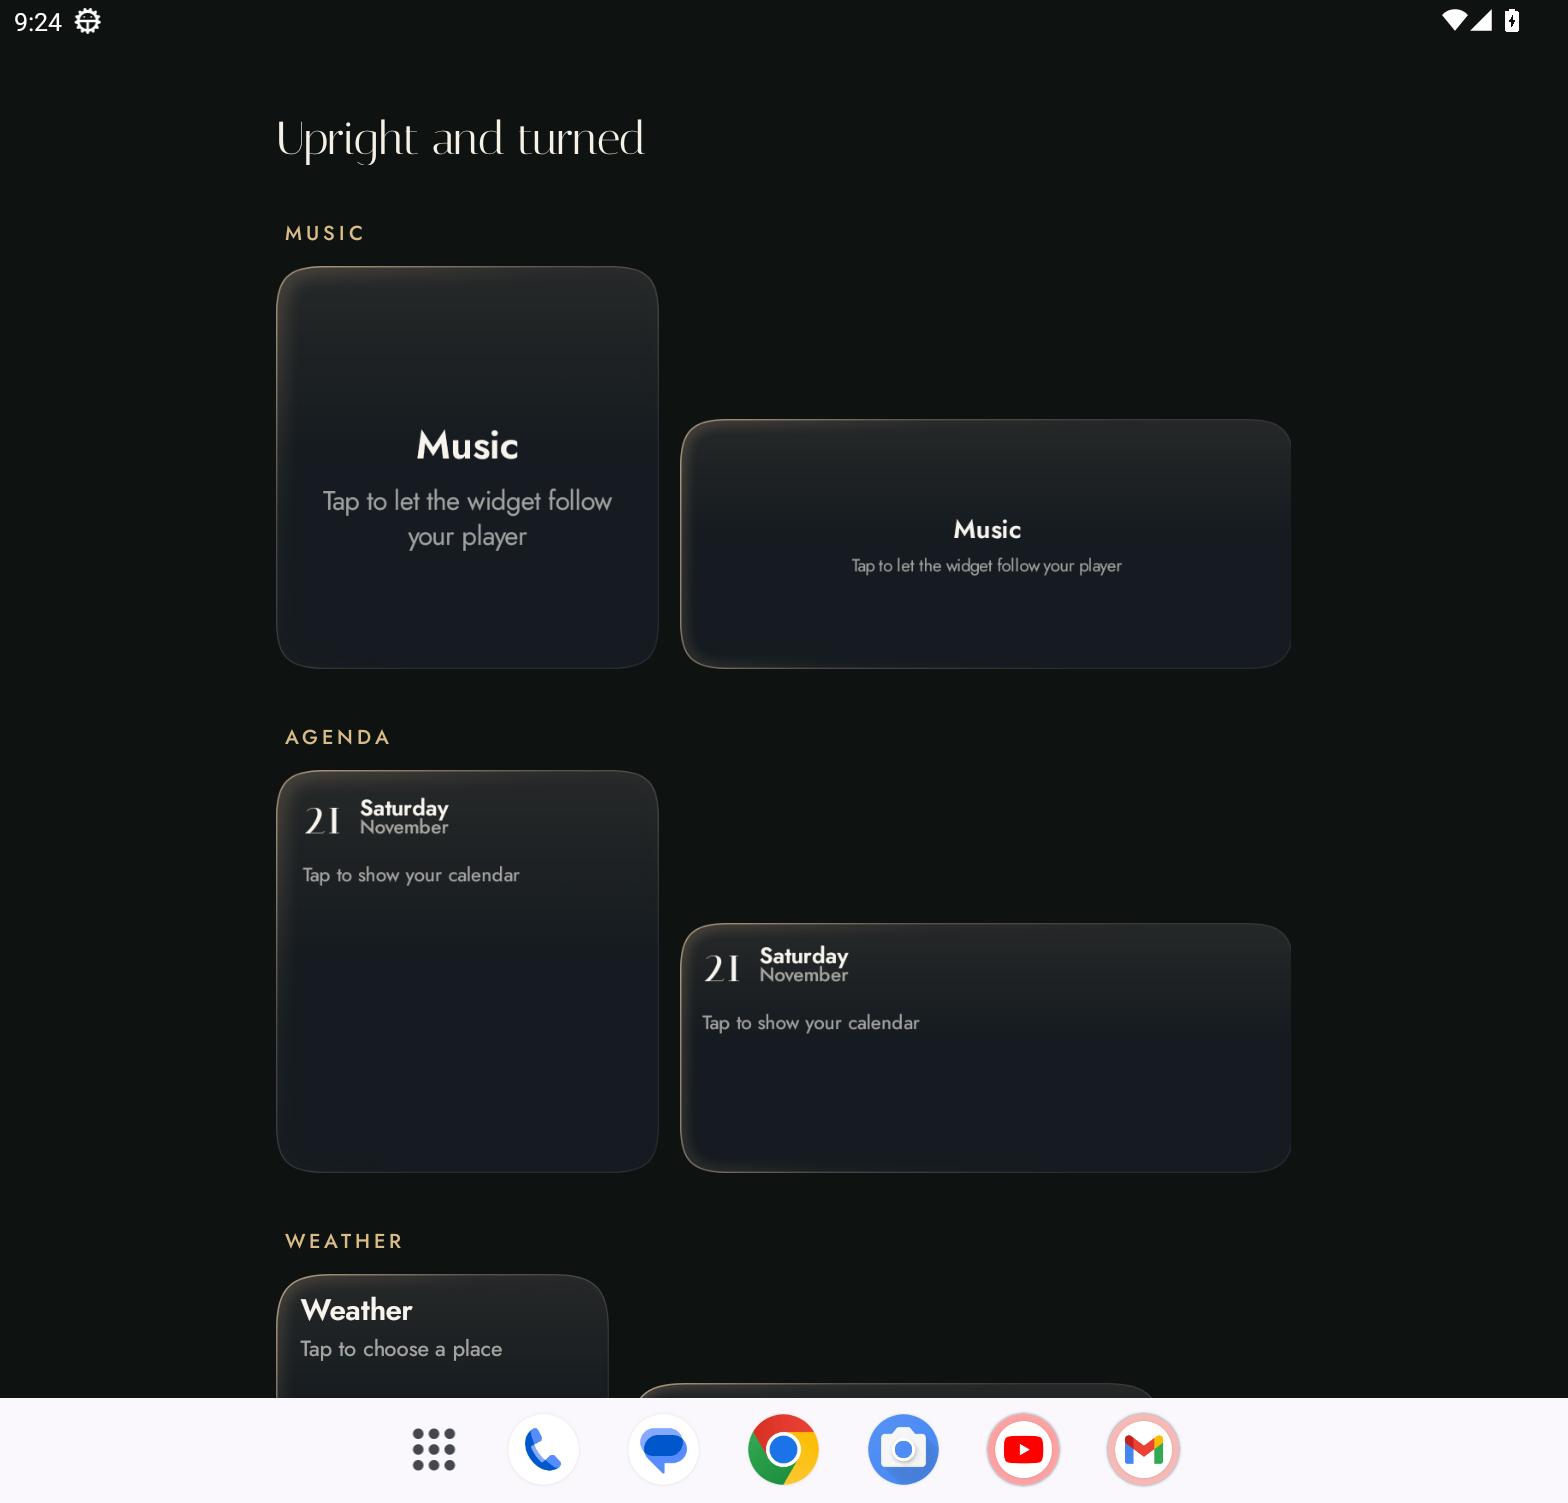 9:24
Upright and turned
MUSIC
Music
Tap to let the widget follow
your player
Music
Tap to let the widget follow your player
AGENDA
21 Saturday
November
Tap to show your calendar
21 Saturday
November
Tap to show your calendar
WEATHER
Weather
Tap to choose a place